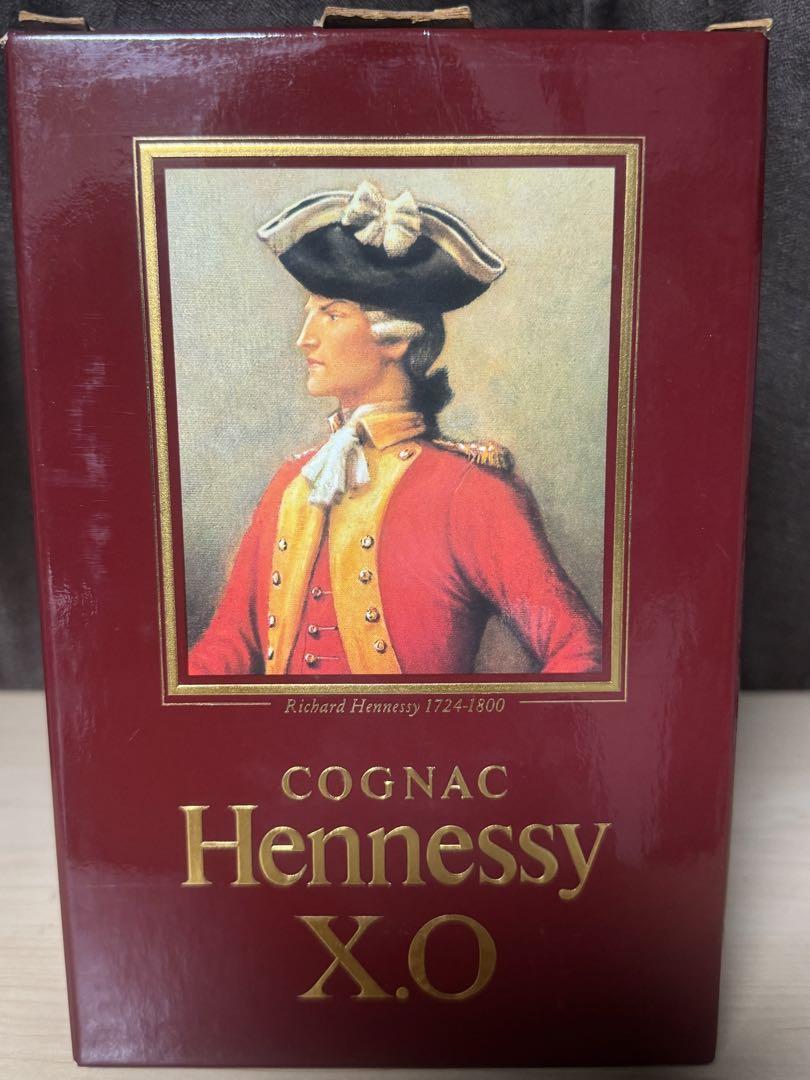 Richard Hennessy 1724-1800
COGNAC
Hennessy
X.O